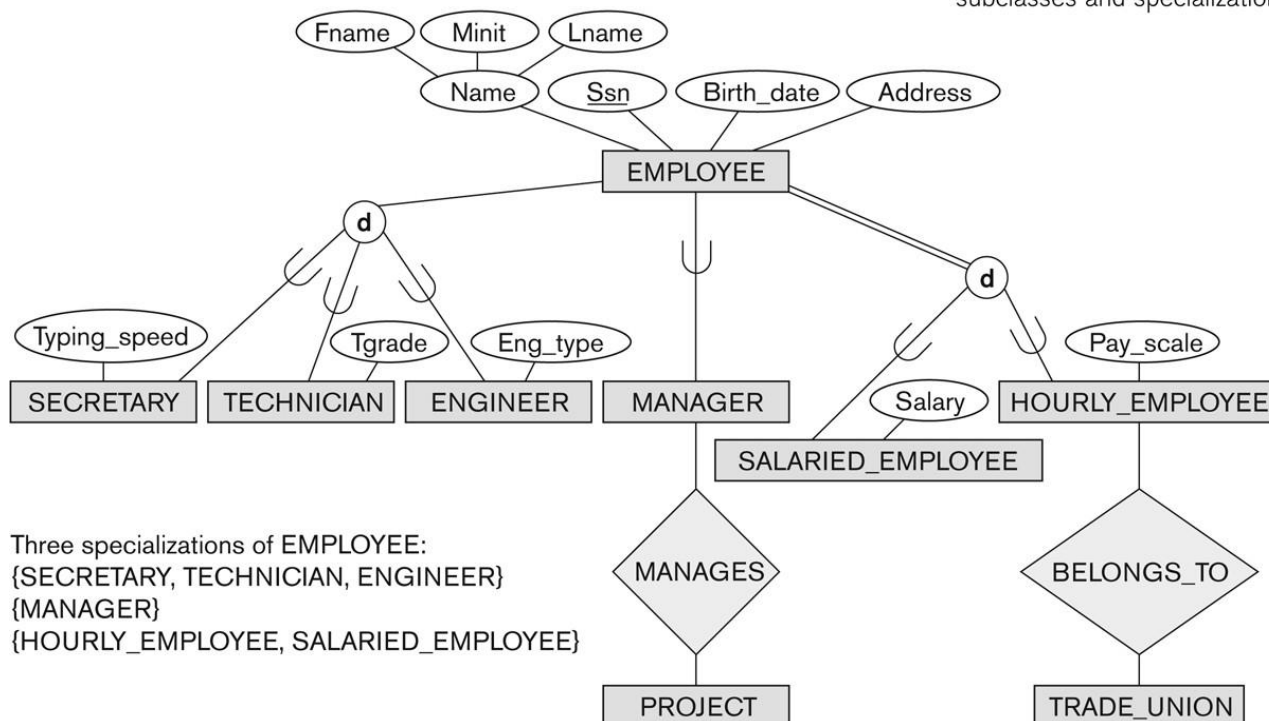 subclasses and specialization
Fname Minit Lname
Name Ssn Birth_date Address
EMPLOYEE
d
d
Typing_speed Tgrade Eng_type Pay_scale
SECRETARY TECHNICIAN ENGINEER MANAGER Salary HOURLY_EMPLOYEE
SALARIED_EMPLOYEE
Three specializations of EMPLOYEE:
{SECRETARY, TECHNICIAN, ENGINEER}
{MANAGER}
{HOURLY_EMPLOYEE, SALARIED_EMPLOYEE}
MANAGES BELONGS_TO
PROJECT TRADE_UNION